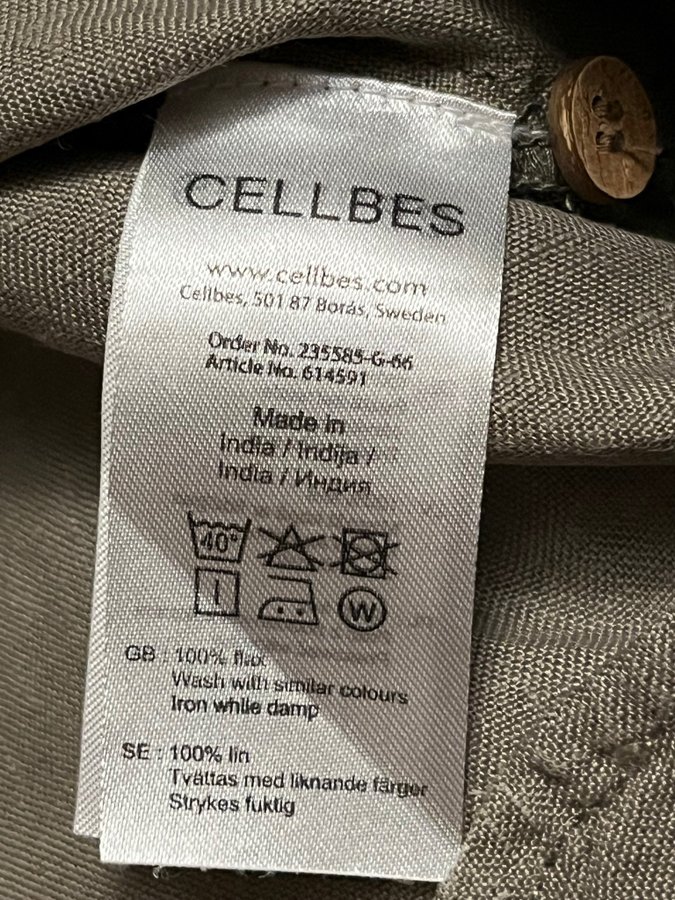 CELLBES
www.cellbes.com
Cellbes, 501 87 Borås, Sweden
Order No. 235585-G-66
Article No. 614591
Made in
India / Indija /
India / Индия
40°
W
GB : 100% flax
Wash with similar colours
Iron while damp
SE : 100% lin
Tvättas med liknande färger
Strykes fuktig